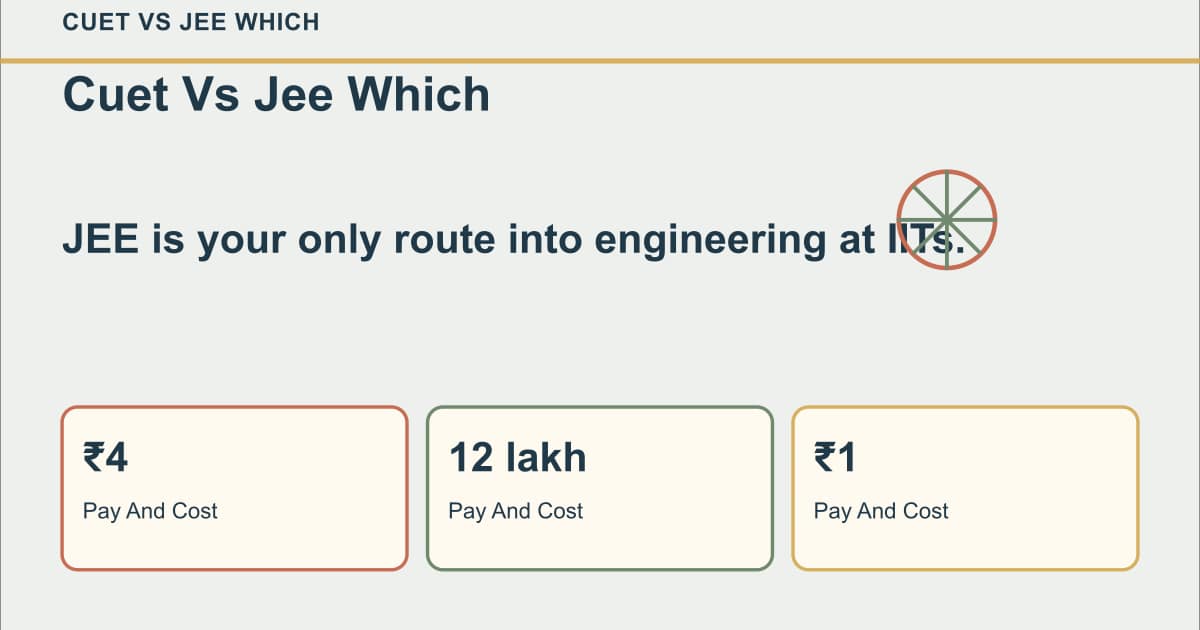 CUET VS JEE WHICH
Cuet Vs Jee Which
JEE is your only route into engineering at IITs.
₹4
Pay And Cost
12 lakh
Pay And Cost
₹1
Pay And Cost